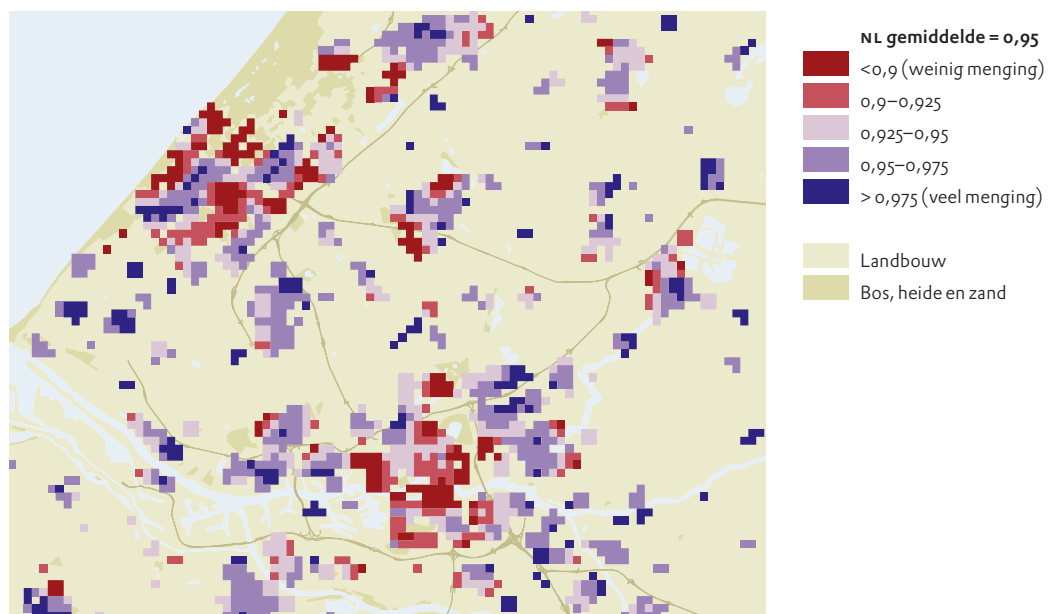 NL gemiddelde = 0,95
<0,9 (weinig menging)
0,9–0,925
0,925–0,95
0,95–0,975
> 0,975 (veel menging)
Landbouw
Bos, heide en zand